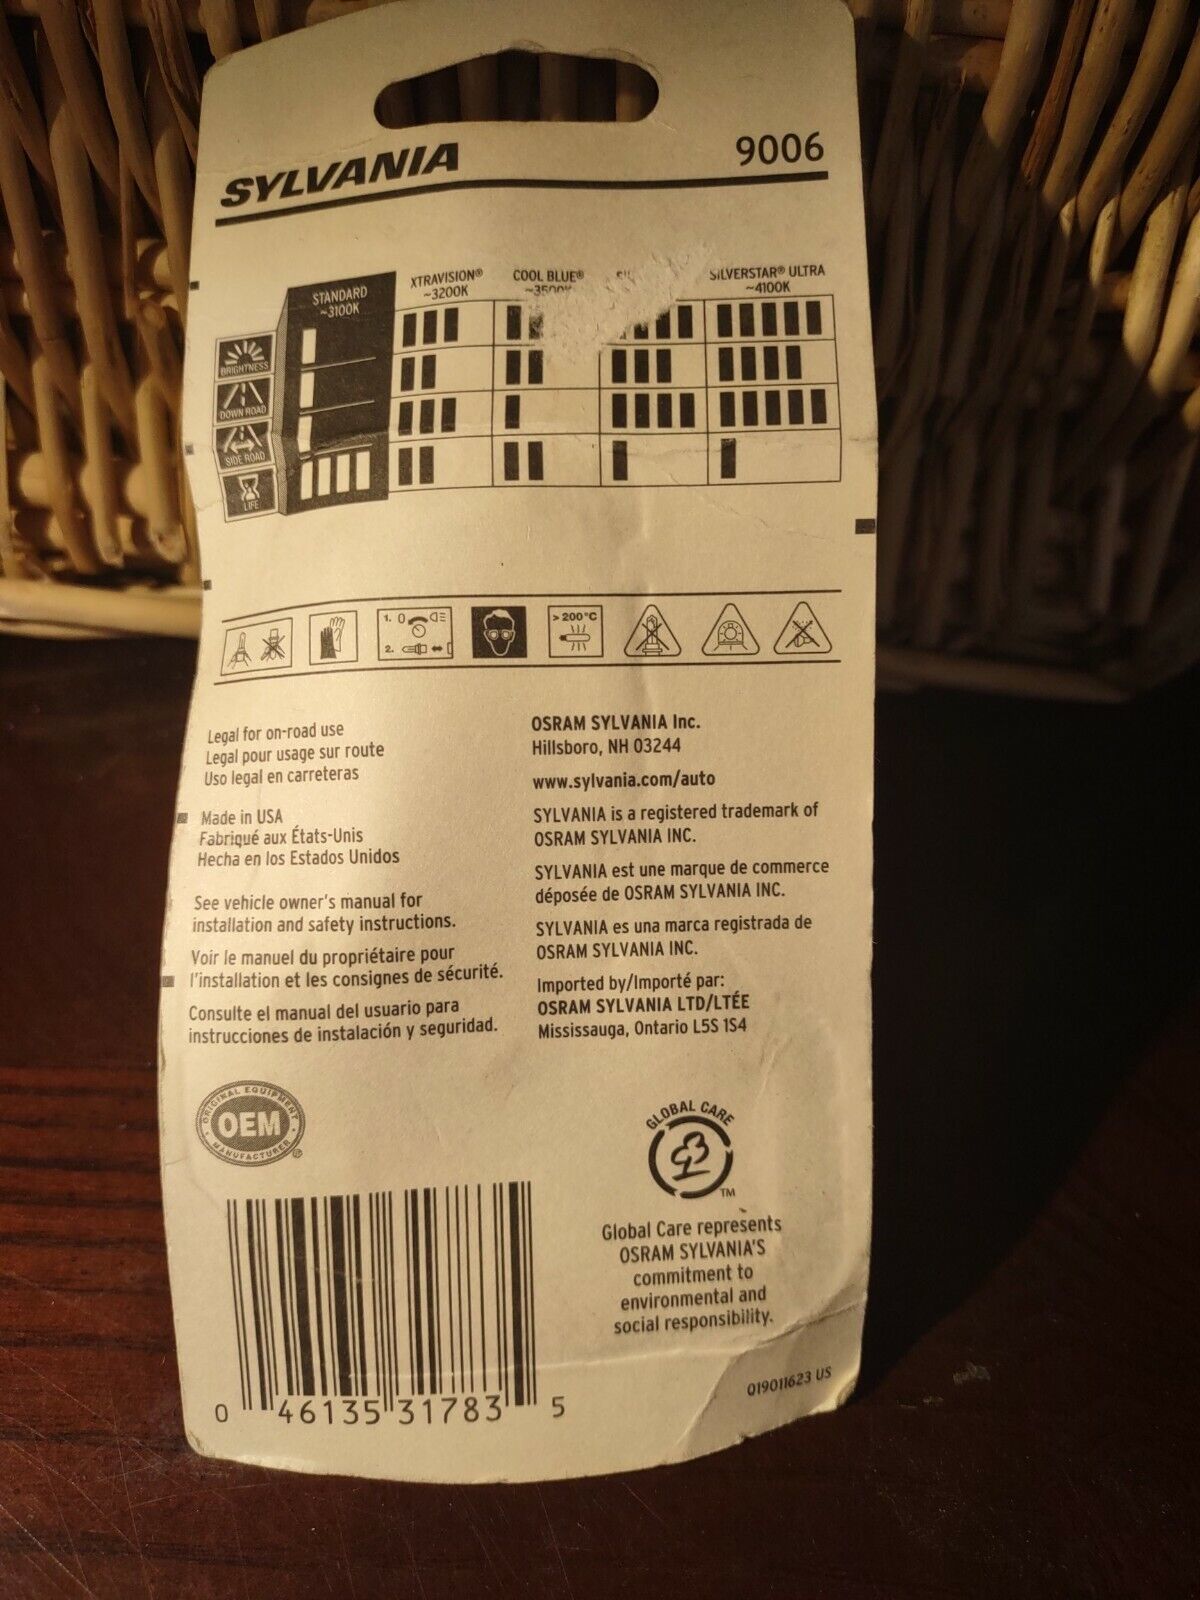 SYLVANIA 9006
STANDARD
~3100K
XTRAVISION®
~3200K
COOL BLUE®
SILVERSTAR® ULTRA
~4100K
BRIGHTNESS
DOWN ROAD
SIDE ROAD
LIFE
1. 0
2.
>200°C
Legal for on-road use
Legal pour usage sur route
Uso legal en carreteras
Made in USA
Fabriqué aux États-Unis
Hecha en los Estados Unidos
See vehicle owner's manual for
installation and safety instructions.
Voir le manuel du propriétaire pour
l'installation et les consignes de sécurité.
Consulte el manual del usuario para
instrucciones de instalación y seguridad.
OSRAM SYLVANIA Inc.
Hillsboro, NH 03244
www.sylvania.com/auto
SYLVANIA is a registered trademark of
OSRAM SYLVANIA INC.
SYLVANIA est une marque de commerce
déposée de OSRAM SYLVANIA INC.
SYLVANIA es una marca registrada de
OSRAM SYLVANIA INC.
Imported by/Importé par:
OSRAM SYLVANIA LTD/LTÉE
Mississauga, Ontario L5S 1S4
ORIGINAL EQUIPMENT
OEM
MANUFACTURER ®
GLOBAL CARE
TM
Global Care represents
OSRAM SYLVANIA'S
commitment to
environmental and
social responsibility.
0 46135 31783 5
019011623 US